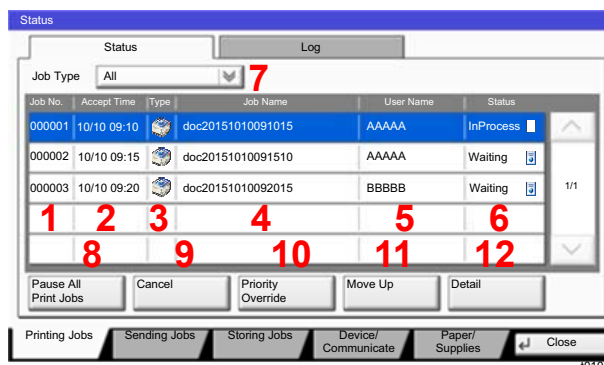 Status
Status Log
Job Type All 7
Job No. Accept Time Type Job Name User Name Status
000001 10/10 09:10 doc20151010091015 AAAAA InProcess
000002 10/10 09:15 doc20151010091510 AAAAA Waiting
000003 10/10 09:20 doc20151010092015 BBBBB Waiting 1/1
1 2 3 4 5 6
8 9 10 11 12
Pause All Cancel Priority Move Up Detail
Print Jobs Override
Printing Jobs Sending Jobs Storing Jobs Device/ Paper/ Close
Communicate Supplies